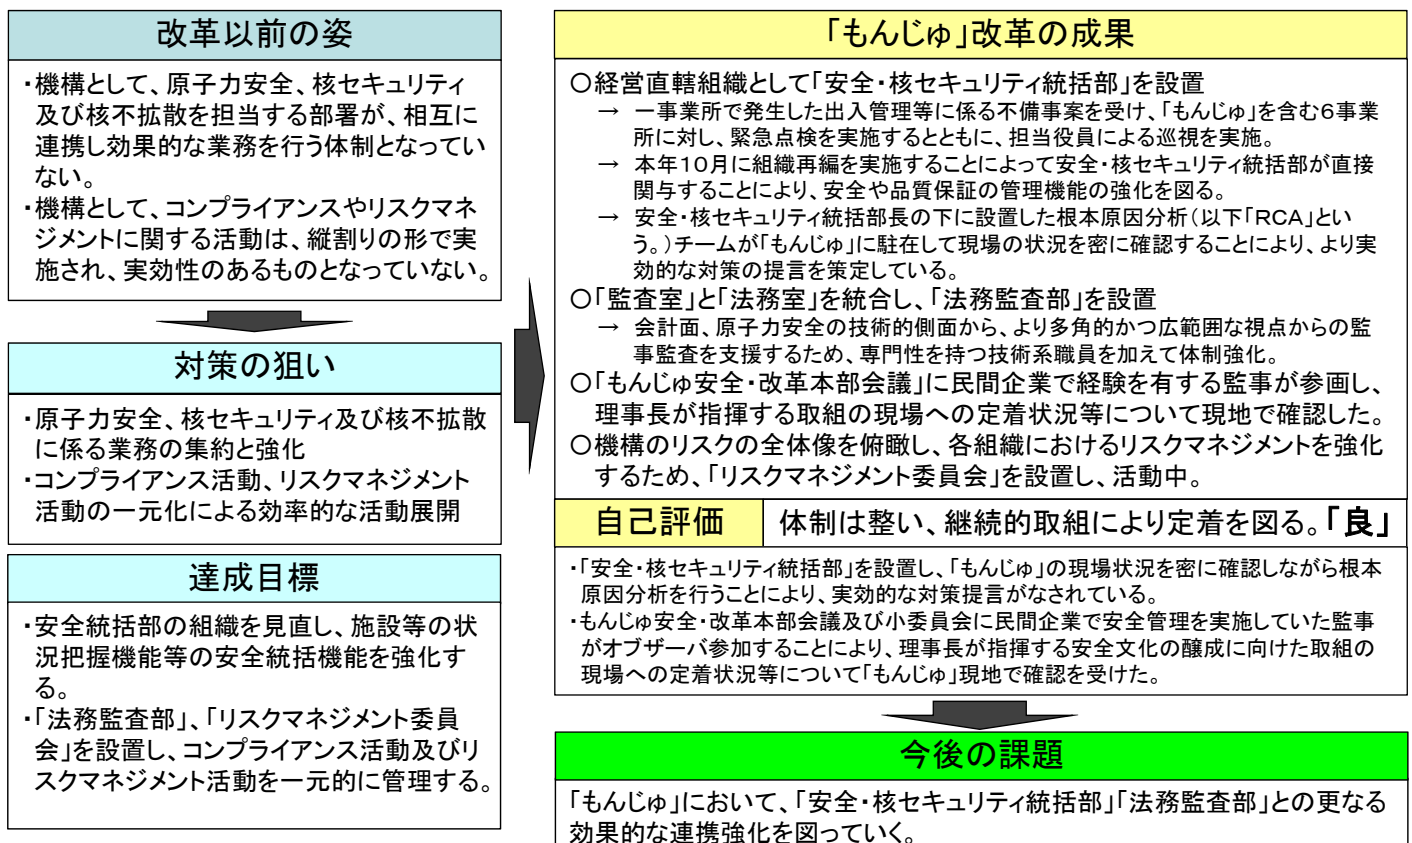 改革以前の姿
・機構として、原子力安全、核セキュリティ
及び核不拡散を担当する部署が、相互に
連携し効果的な業務を行う体制となってい
ない。
・機構として、コンプライアンスやリスクマネ
ジメントに関する活動は、縦割りの形で実
施され、実効性のあるものとなっていない。
対策の狙い
・原子力安全、核セキュリティ及び核不拡散
に係る業務の集約と強化
・コンプライアンス活動、リスクマネジメント
活動の一元化による効率的な活動展開
達成目標
・安全統括部の組織を見直し、施設等の状
況把握機能等の安全統括機能を強化す
る。
・「法務監査部」、「リスクマネジメント委員
会」を設置し、コンプライアンス活動及びリ
スクマネジメント活動を一元的に管理する。
「もんじゅ」改革の成果
○経営直轄組織として「安全・核セキュリティ統括部」を設置
→ 一事業所で発生した出入管理等に係る不備事案を受け、「もんじゅ」を含む6事業
所に対し、緊急点検を実施するとともに、担当役員による巡視を実施。
→ 本年10月に組織再編を実施することによって安全・核セキュリティ統括部が直接
関与することにより、安全や品質保証の管理機能の強化を図る。
→ 安全・核セキュリティ統括部長の下に設置した根本原因分析(以下「RCA」とい
う。)チームが「もんじゅ」に駐在して現場の状況を密に確認することにより、より実
効的な対策の提言を策定している。
○「監査室」と「法務室」を統合し、「法務監査部」を設置
→ 会計面、原子力安全の技術的側面から、より多角的かつ広範囲な視点からの監
事監査を支援するため、専門性を持つ技術系職員を加えて体制強化。
○「もんじゅ安全・改革本部会議」に民間企業で経験を有する監事が参画し、
理事長が指揮する取組の現場への定着状況等について現地で確認した。
○機構のリスクの全体像を俯瞰し、各組織におけるリスクマネジメントを強化
するため、「リスクマネジメント委員会」を設置し、活動中。
自己評価 体制は整い、継続的取組により定着を図る。「良」
・「安全・核セキュリティ統括部」を設置し、「もんじゅ」の現場状況を密に確認しながら根本
原因分析を行うことにより、実効的な対策提言がなされている。
・もんじゅ安全・改革本部会議及び小委員会に民間企業で安全管理を実施していた監事
がオブザーバ参加することにより、理事長が指揮する安全文化の醸成に向けた取組の
現場への定着状況等について「もんじゅ」現地で確認を受けた。
今後の課題
「もんじゅ」において、「安全・核セキュリティ統括部」「法務監査部」との更なる
効果的な連携強化を図っていく。